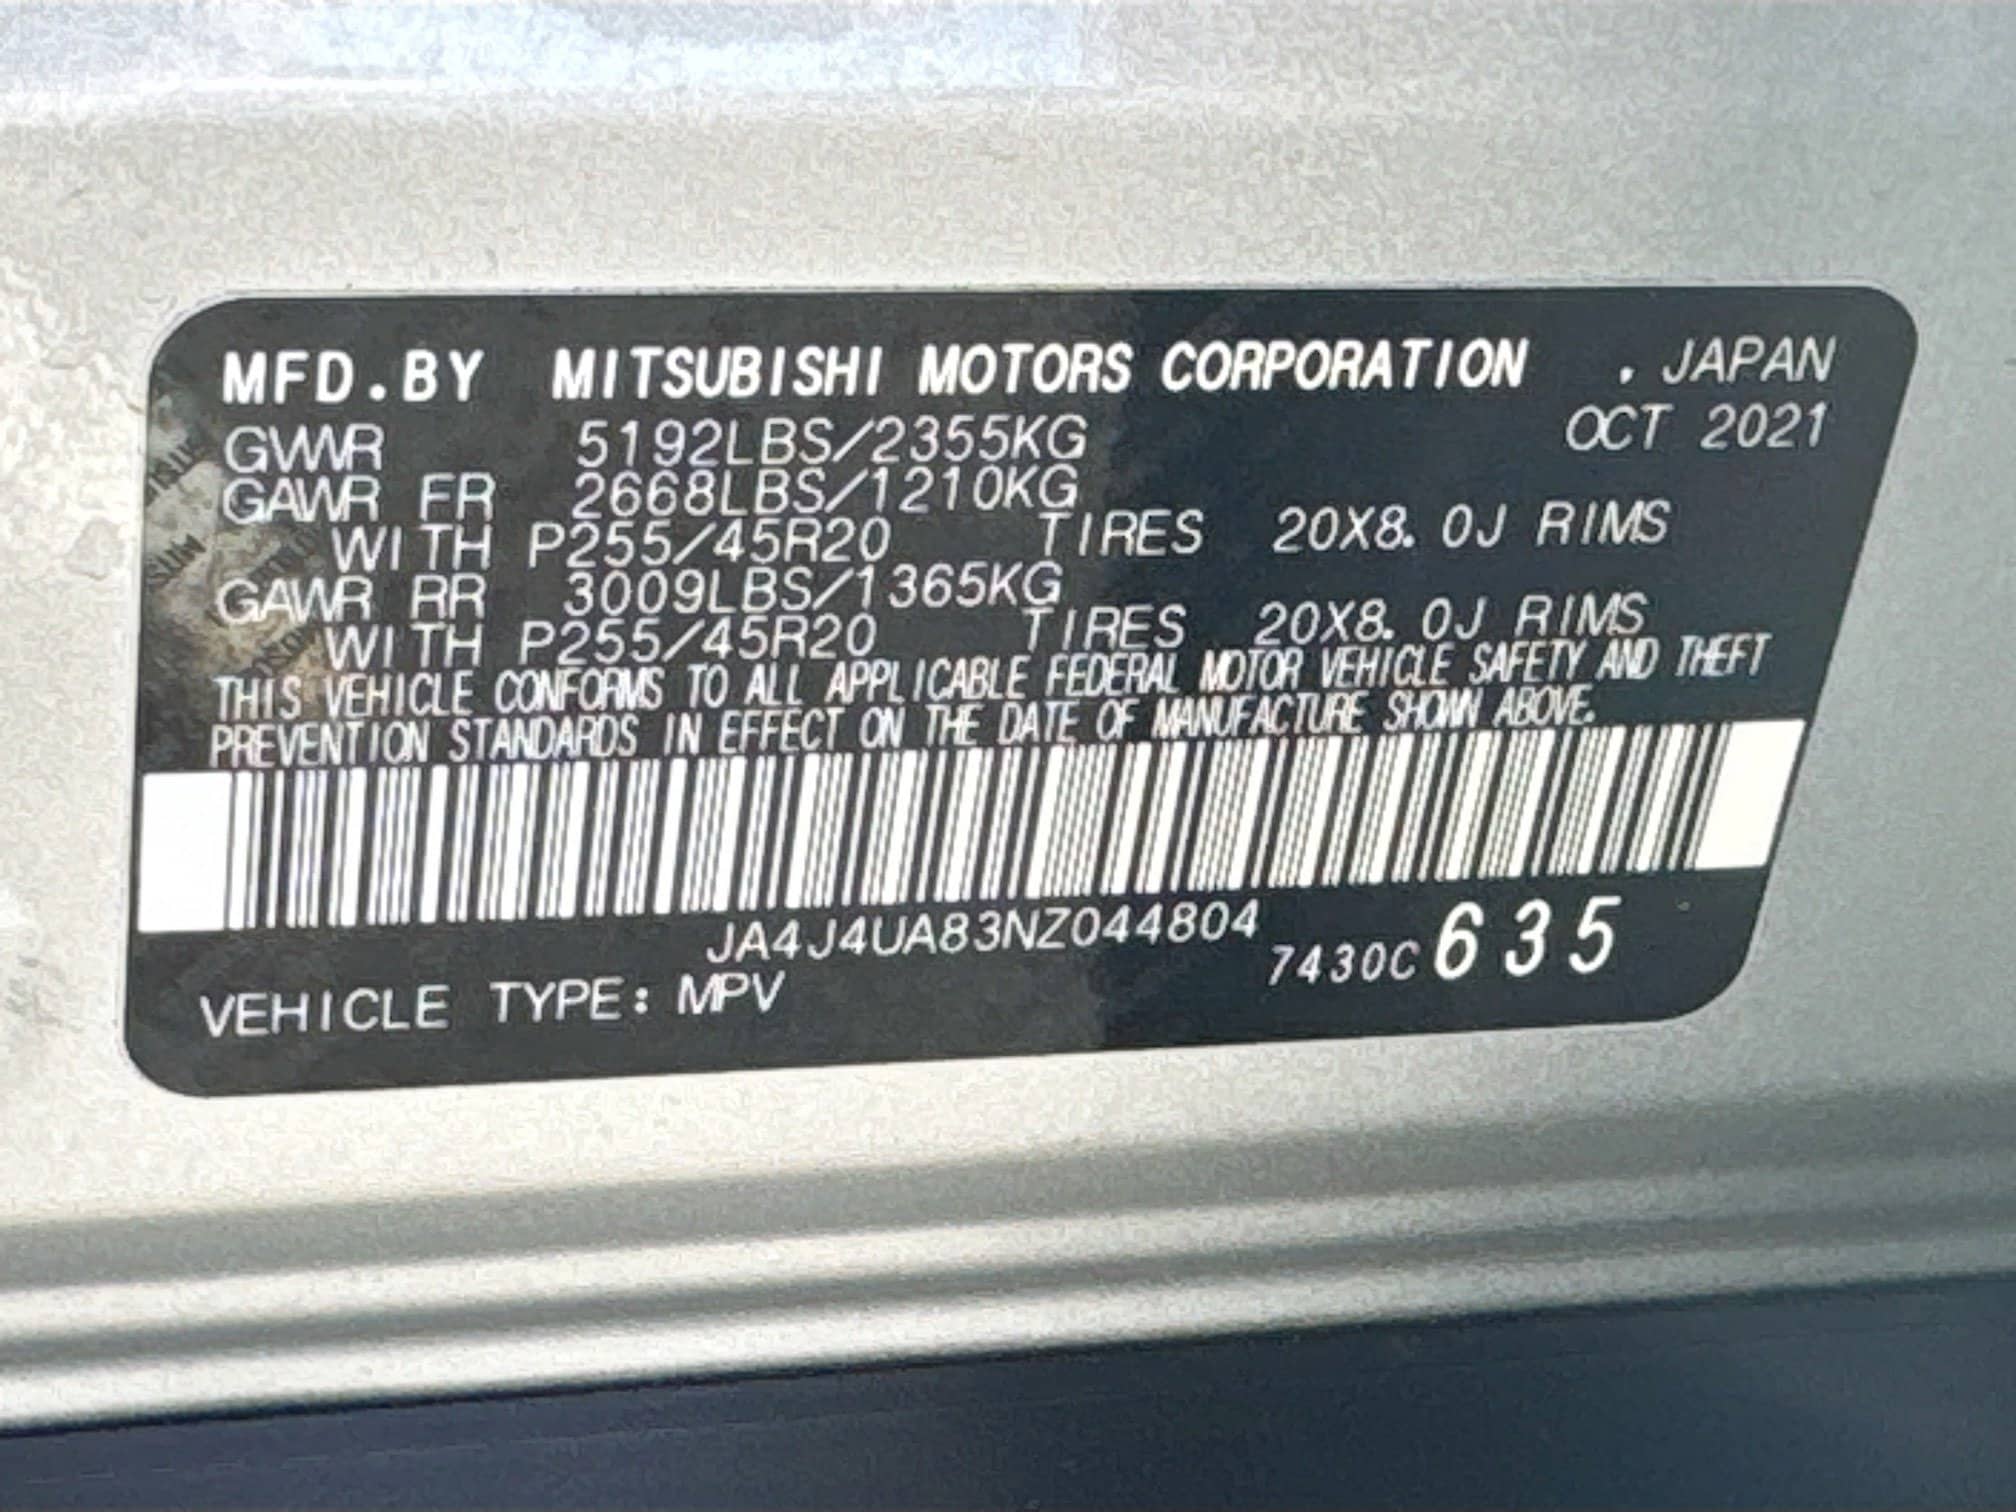 MFD.BY MITSUBISHI MOTORS CORPORATION . JAPAN
GVWR 5192LBS/2355KG OCT 2021
GAWR FR 2668LBS/1210KG
WITH P255/45R20 TIRES 20X8.0J RIMS
GAWR RR 3009LBS/1365KG
WITH P255/45R20 TIRES 20X8.0J RIMS
THIS VEHICLE CONFORMS TO ALL APPLICABLE FEDERAL MOTOR VEHICLE SAFETY AND THEFT
PREVENTION STANDARDS IN EFFECT ON THE DATE OF MANUFACTURE SHOWN ABOVE.
JA4J4UA83NZ044804
7430C 635
VEHICLE TYPE: MPV